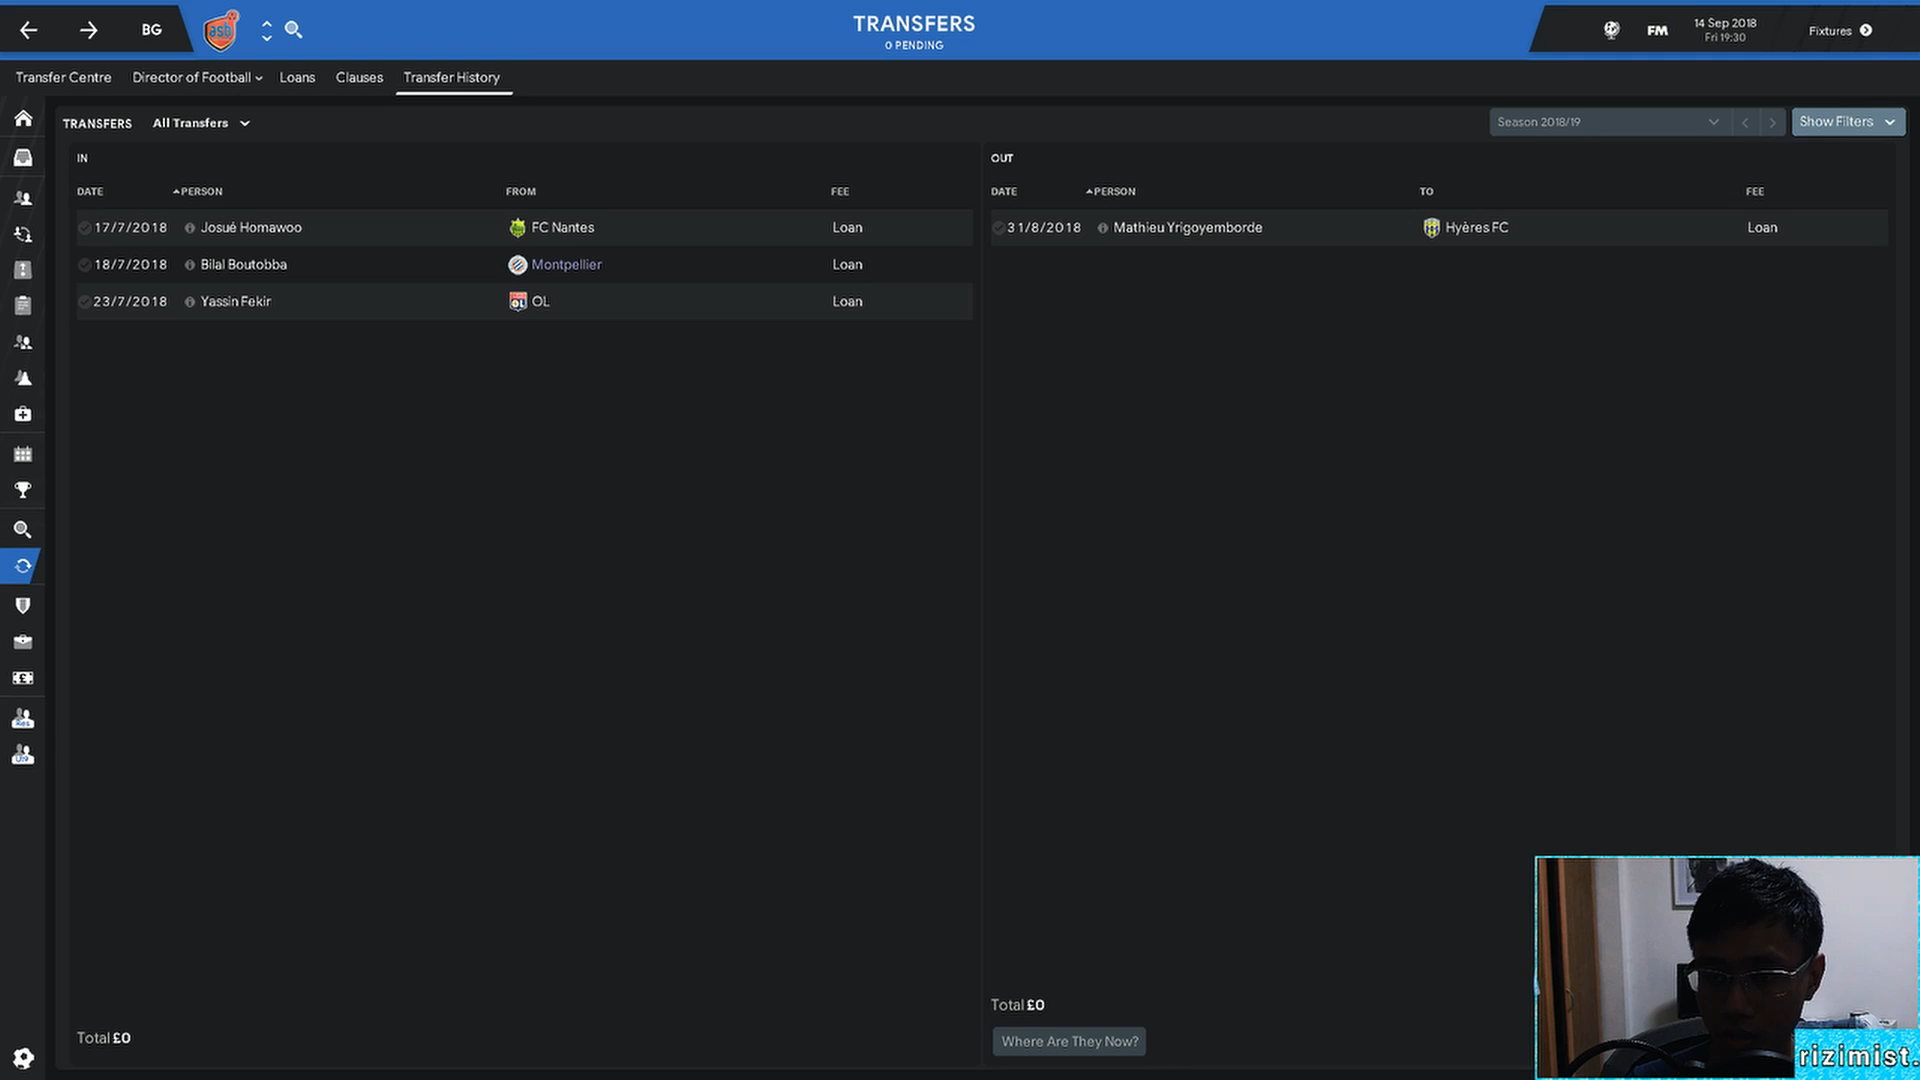 BG
asb
TRANSFERS
0 PENDING
FM
14 Sep 2018
Fri 19:30
Fixtures
Transfer Centre
Director of Football
Loans
Clauses
Transfer History
TRANSFERS
All Transfers
Season 2018/19
Show Filters
IN
DATE PERSON FROM FEE
17/7/2018 Josué Homawoo FC Nantes Loan
18/7/2018 Bilal Boutobba Montpellier Loan
23/7/2018 Yassin Fekir OL OL Loan
Total £0
OUT
DATE PERSON TO FEE
31/8/2018 Mathieu Yrigoyemborde Hyères FC Loan
Total £0
Where Are They Now?
Res
U19
rizimist.